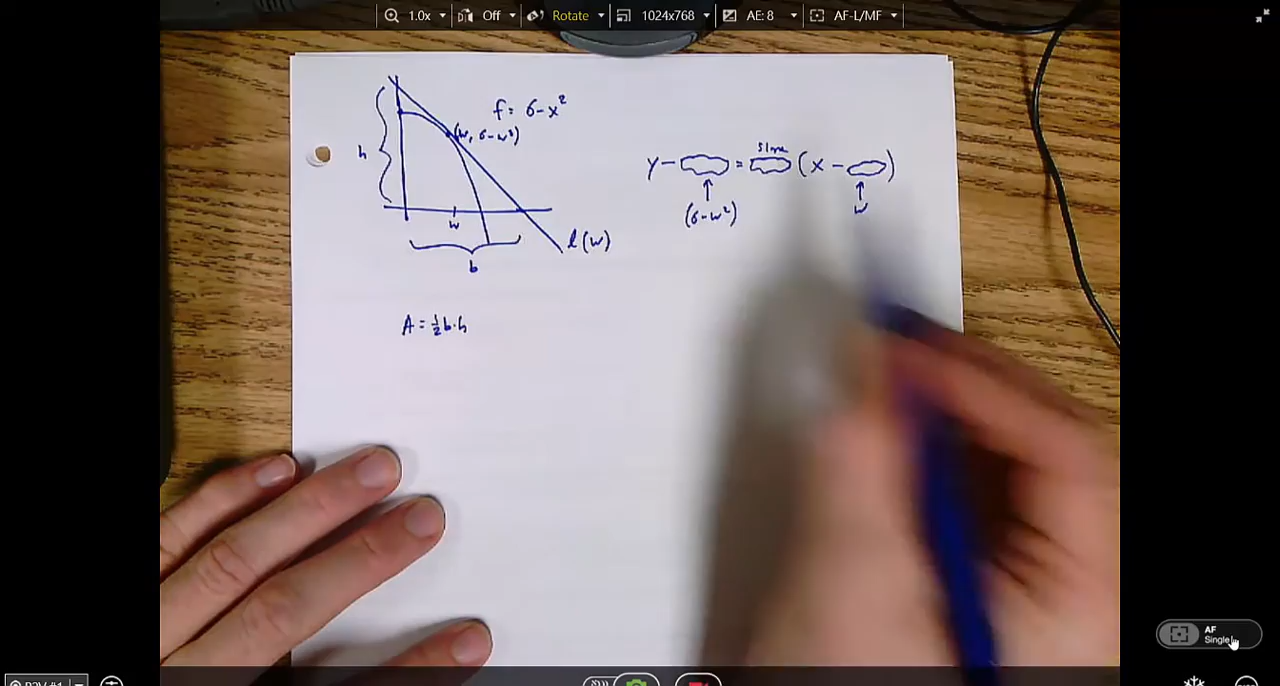 1.0x Off Rotate 1024x768 AE: 8 AF-L/MF
f = 6-x²
(w, 6-w²)
h
w
b
l(w)
A = ½b·h
slope
y - = (x - )
(6-w²)
w
AF
Single